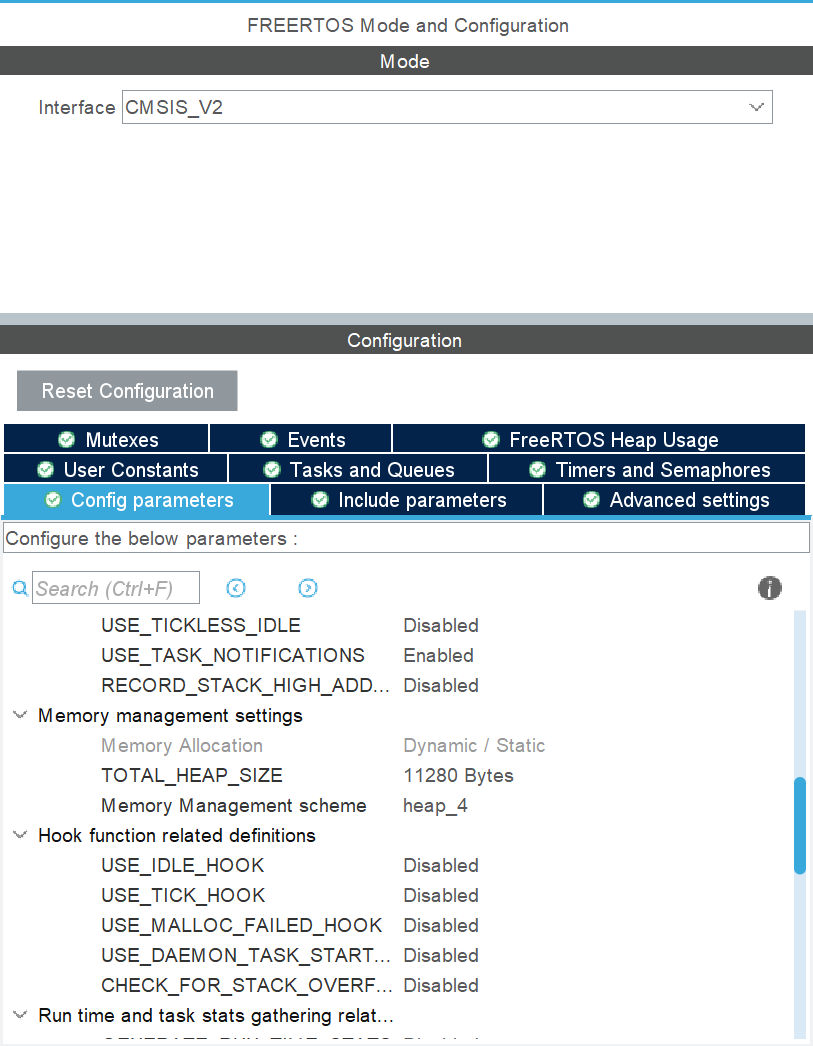 FREERTOS Mode and Configuration
Mode
Interface CMSIS_V2
Configuration
Reset Configuration
Mutexes Events FreeRTOS Heap Usage
User Constants Tasks and Queues Timers and Semaphores
Config parameters Include parameters Advanced settings
Configure the below parameters :
Search (Ctrl+F)
USE_TICKLESS_IDLE Disabled
USE_TASK_NOTIFICATIONS Enabled
RECORD_STACK_HIGH_ADD... Disabled
Memory management settings
Memory Allocation Dynamic / Static
TOTAL_HEAP_SIZE 11280 Bytes
Memory Management scheme heap_4
Hook function related definitions
USE_IDLE_HOOK Disabled
USE_TICK_HOOK Disabled
USE_MALLOC_FAILED_HOOK Disabled
USE_DAEMON_TASK_START... Disabled
CHECK_FOR_STACK_OVERF... Disabled
Run time and task stats gathering relat...